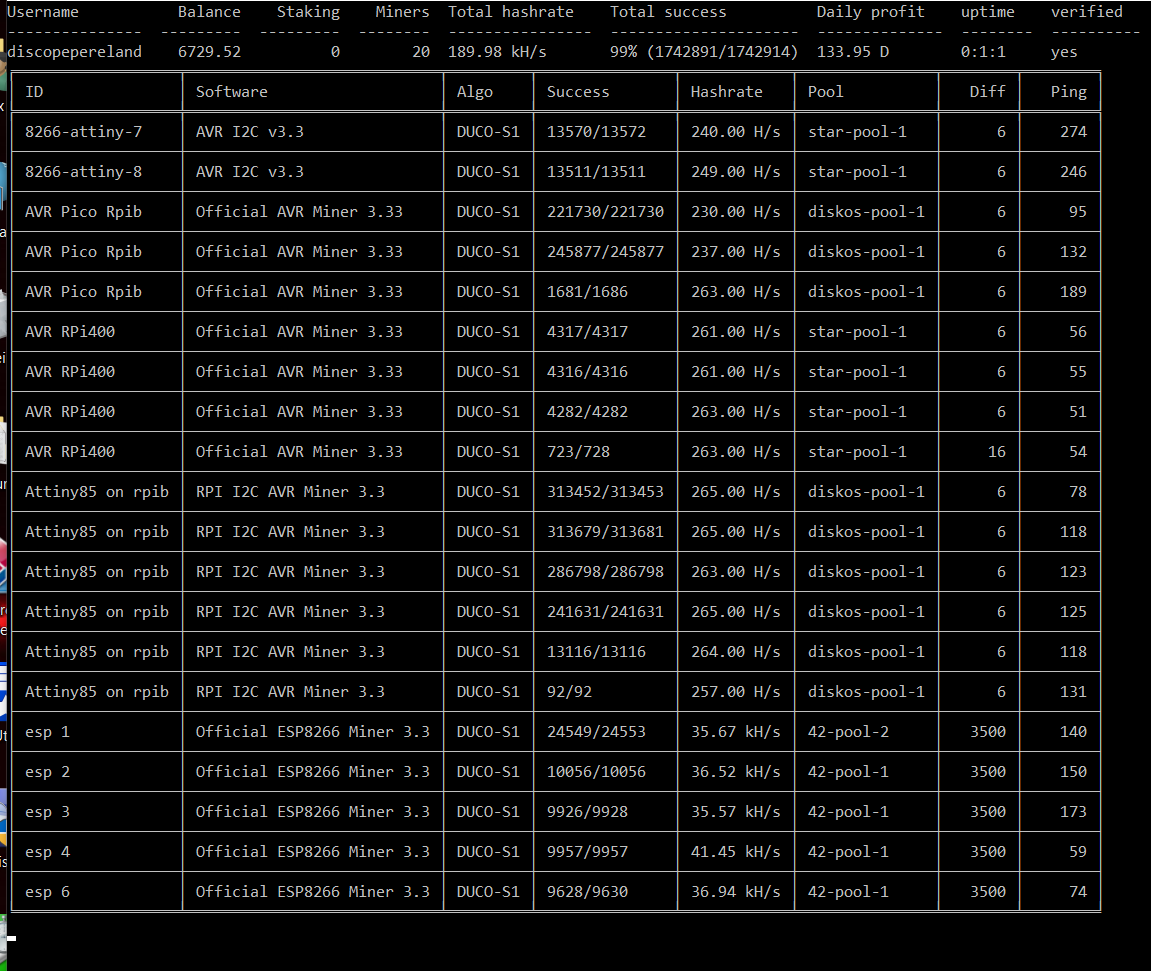 Username Balance Staking Miners Total hashrate Total success Daily profit uptime verified
--------------- --------- --------- -------- ---------------- --------------------- -------------- -------- ----------
discopepereland 6729.52 0 20 189.98 kH/s 99% (1742891/1742914) 133.95 D 0:1:1 yes
ID Software Algo Success Hashrate Pool Diff Ping
8266-attiny-7 AVR I2C v3.3 DUCO-S1 13570/13572 240.00 H/s star-pool-1 6 274
8266-attiny-8 AVR I2C v3.3 DUCO-S1 13511/13511 249.00 H/s star-pool-1 6 246
AVR Pico Rpib Official AVR Miner 3.33 DUCO-S1 221730/221730 230.00 H/s diskos-pool-1 6 95
AVR Pico Rpib Official AVR Miner 3.33 DUCO-S1 245877/245877 237.00 H/s diskos-pool-1 6 132
AVR Pico Rpib Official AVR Miner 3.33 DUCO-S1 1681/1686 263.00 H/s diskos-pool-1 6 189
AVR RPi400 Official AVR Miner 3.33 DUCO-S1 4317/4317 261.00 H/s star-pool-1 6 56
AVR RPi400 Official AVR Miner 3.33 DUCO-S1 4316/4316 261.00 H/s star-pool-1 6 55
AVR RPi400 Official AVR Miner 3.33 DUCO-S1 4282/4282 263.00 H/s star-pool-1 6 51
AVR RPi400 Official AVR Miner 3.33 DUCO-S1 723/728 263.00 H/s star-pool-1 16 54
Attiny85 on rpib RPI I2C AVR Miner 3.3 DUCO-S1 313452/313453 265.00 H/s diskos-pool-1 6 78
Attiny85 on rpib RPI I2C AVR Miner 3.3 DUCO-S1 313679/313681 265.00 H/s diskos-pool-1 6 118
Attiny85 on rpib RPI I2C AVR Miner 3.3 DUCO-S1 286798/286798 263.00 H/s diskos-pool-1 6 123
Attiny85 on rpib RPI I2C AVR Miner 3.3 DUCO-S1 241631/241631 265.00 H/s diskos-pool-1 6 125
Attiny85 on rpib RPI I2C AVR Miner 3.3 DUCO-S1 13116/13116 264.00 H/s diskos-pool-1 6 118
Attiny85 on rpib RPI I2C AVR Miner 3.3 DUCO-S1 92/92 257.00 H/s diskos-pool-1 6 131
esp 1 Official ESP8266 Miner 3.3 DUCO-S1 24549/24553 35.67 kH/s 42-pool-2 3500 140
esp 2 Official ESP8266 Miner 3.3 DUCO-S1 10056/10056 36.52 kH/s 42-pool-1 3500 150
esp 3 Official ESP8266 Miner 3.3 DUCO-S1 9926/9928 35.57 kH/s 42-pool-1 3500 173
esp 4 Official ESP8266 Miner 3.3 DUCO-S1 9957/9957 41.45 kH/s 42-pool-1 3500 59
esp 6 Official ESP8266 Miner 3.3 DUCO-S1 9628/9630 36.94 kH/s 42-pool-1 3500 74